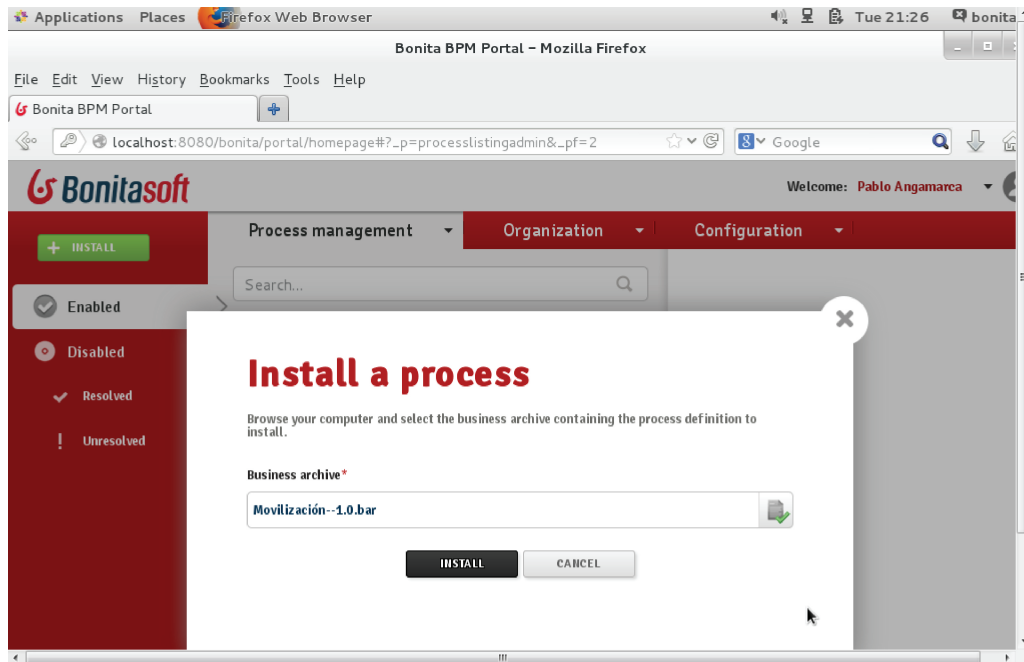 Applications Places Firefox Web Browser Tue 21:26 bonita
Bonita BPM Portal - Mozilla Firefox
File Edit View History Bookmarks Tools Help
Bonita BPM Portal
localhost:8080/bonita/portal/homepage#?_p=processlistingadmin&_pf=2
Google
Bonitasoft
Welcome: Pablo Angamarca
Process management Organization Configuration
+ INSTALL
Search...
Enabled
Disabled
Resolved
! Unresolved
Install a process
Browse your computer and select the business archive containing the process definition to
install.
Business archive*
Movilización--1.0.bar
INSTALL CANCEL